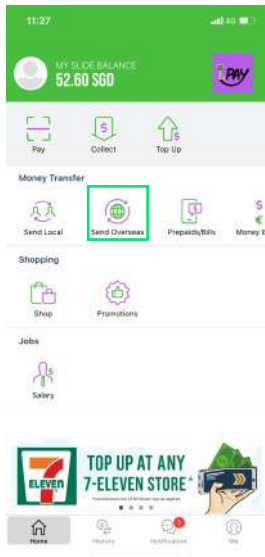 11:27
4G
MY SLIDE BALANCE
52.60 SGD
PAY
Pay
Collect
Top Up
Money Transfer
Send Local
Send Overseas
Prepaids/Bills
Shopping
Shop
Promotions
Jobs
Salary
ELEVEN
TOP UP AT ANY
7-ELEVEN STORE*
Home
History
Notification
Me